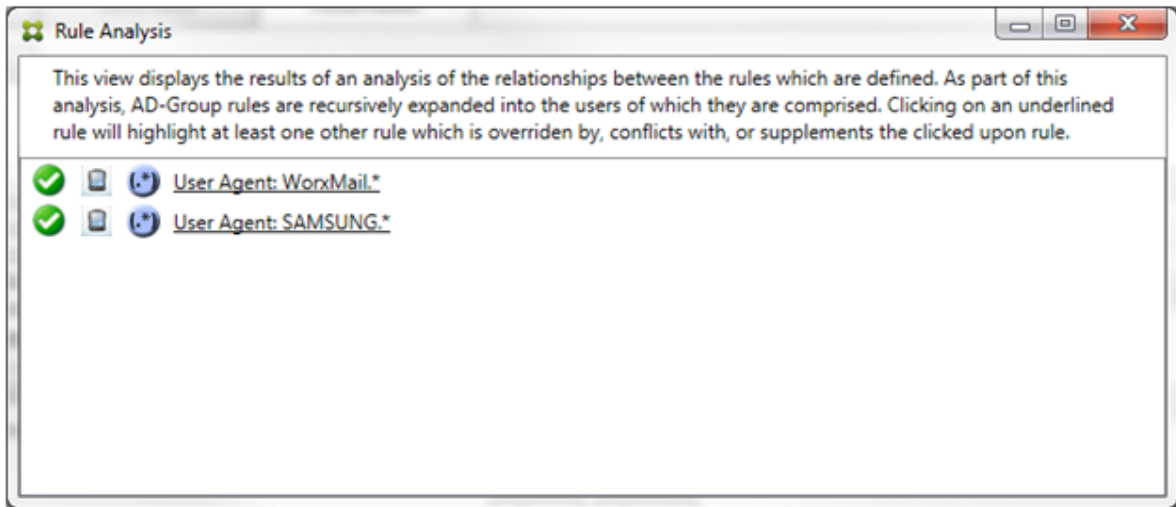 Rule Analysis
This view displays the results of an analysis of the relationships between the rules which are defined. As part of this
analysis, AD-Group rules are recursively expanded into the users of which they are comprised. Clicking on an underlined
rule will highlight at least one other rule which is overriden by, conflicts with, or supplements the clicked upon rule.
(.*) User Agent: WorxMail.*
(.*) User Agent: SAMSUNG.*